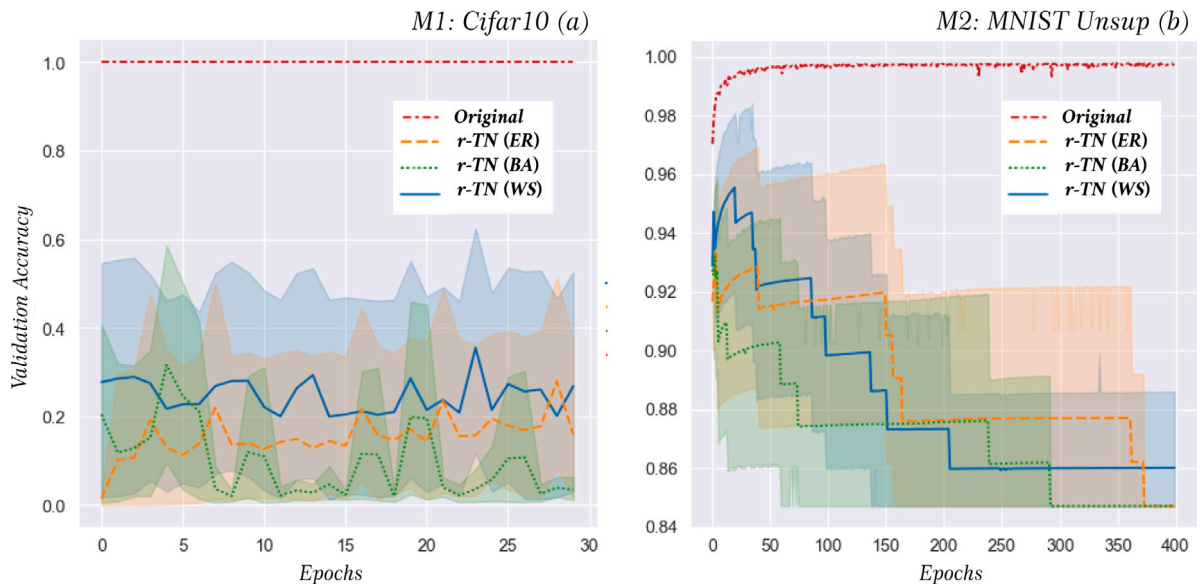 M1: Cifar10 (a)
Validation Accuracy
1.0
0.8
0.6
0.4
0.2
0.0
Original
r-TN (ER)
r-TN (BA)
r-TN (WS)
0 5 10 15 20 25 30
Epochs
M2: MNIST Unsup (b)
1.00
0.98
0.96
0.94
0.92
0.90
0.88
0.86
0.84
Original
r-TN (ER)
r-TN (BA)
r-TN (WS)
0 50 100 150 200 250 300 350 400
Epochs